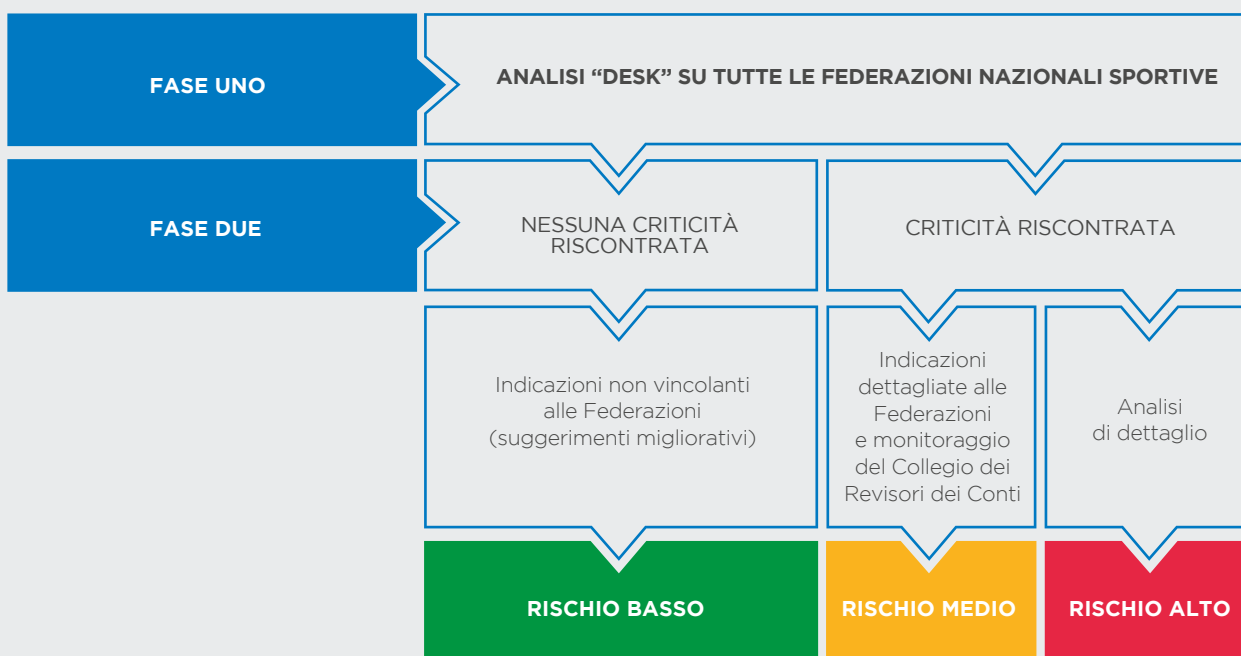 FASE UNO
ANALISI “DESK” SU TUTTE LE FEDERAZIONI NAZIONALI SPORTIVE
FASE DUE
NESSUNA CRITICITÀ
RISCONTRATA
CRITICITÀ RISCONTRATA
Indicazioni non vincolanti
alle Federazioni
(suggerimenti migliorativi)
Indicazioni
dettagliate alle
Federazioni
e monitoraggio
del Collegio dei
Revisori dei Conti
Analisi
di dettaglio
RISCHIO BASSO
RISCHIO MEDIO
RISCHIO ALTO